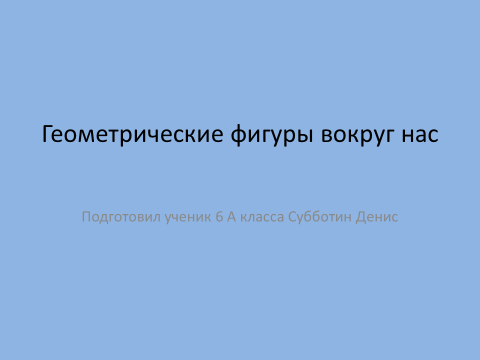 Геометрические фигуры вокруг нас
Подготовил ученик 6 А класса Субботин Денис